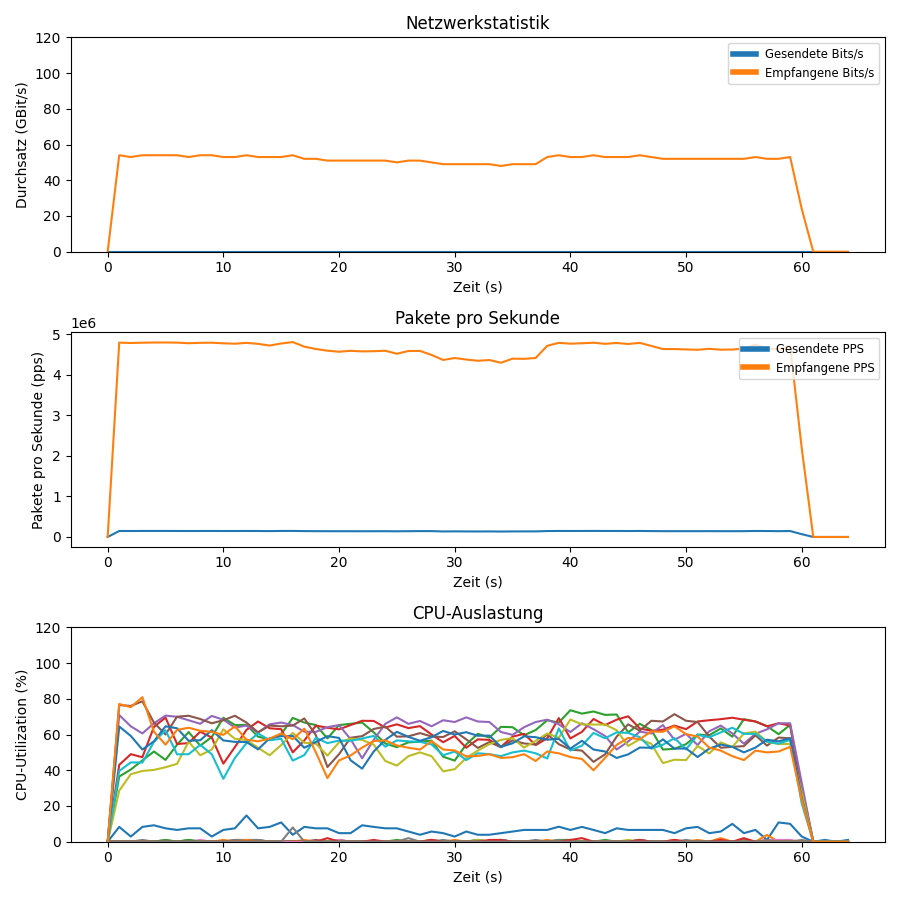 Netzwerkstatistik
120
100
80
60
40
20
0
Durchsatz (GBit/s)
Gesendete Bits/s
Empfangene Bits/s
0 10 20 30 40 50 60
Zeit (s)
Pakete pro Sekunde
1e6
5
4
3
2
1
0
Pakete pro Sekunde (pps)
Gesendete PPS
Empfangene PPS
0 10 20 30 40 50 60
Zeit (s)
CPU-Auslastung
120
100
80
60
40
20
0
CPU-Utilization (%)
0 10 20 30 40 50 60
Zeit (s)